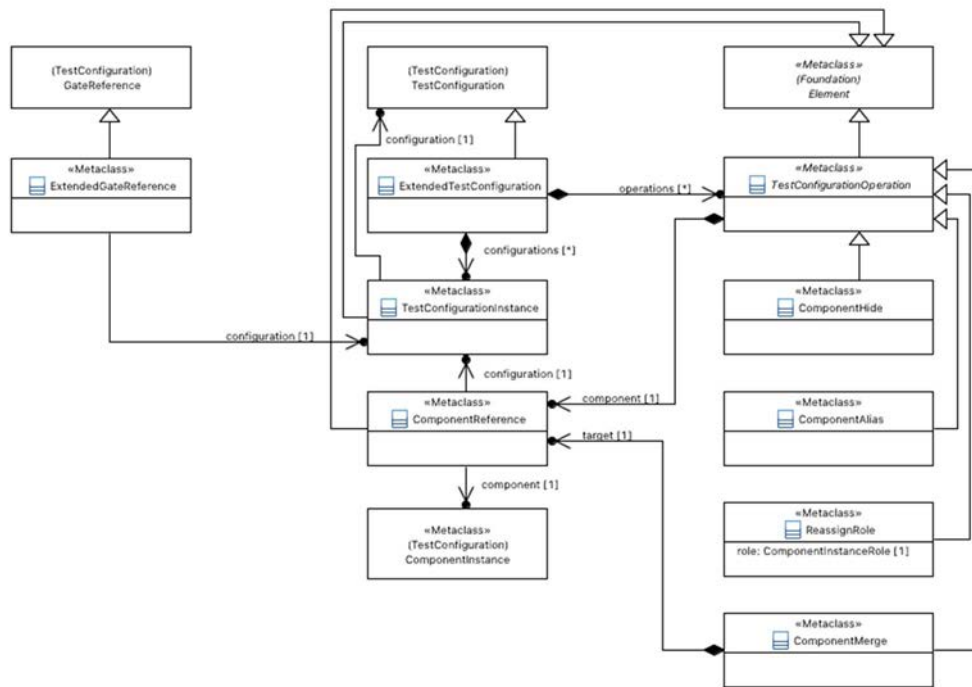 (TestConfiguration)
GateReference
(TestConfiguration)
TestConfiguration
«Metaclass»
(Foundation)
Element
configuration [1]
«Metaclass»
ExtendedGateReference
«Metaclass»
ExtendedTestConfiguration
operations [*]
«Metaclass»
TestConfigurationOperation
configurations [*]
«Metaclass»
TestConfigurationInstance
«Metaclass»
ComponentHide
configuration [1]
configuration [1]
«Metaclass»
ComponentReference
component [1]
«Metaclass»
ComponentAlias
target [1]
component [1]
«Metaclass»
(TestConfiguration)
ComponentInstance
«Metaclass»
ReassignRole
role: ComponentInstanceRole [1]
«Metaclass»
ComponentMerge